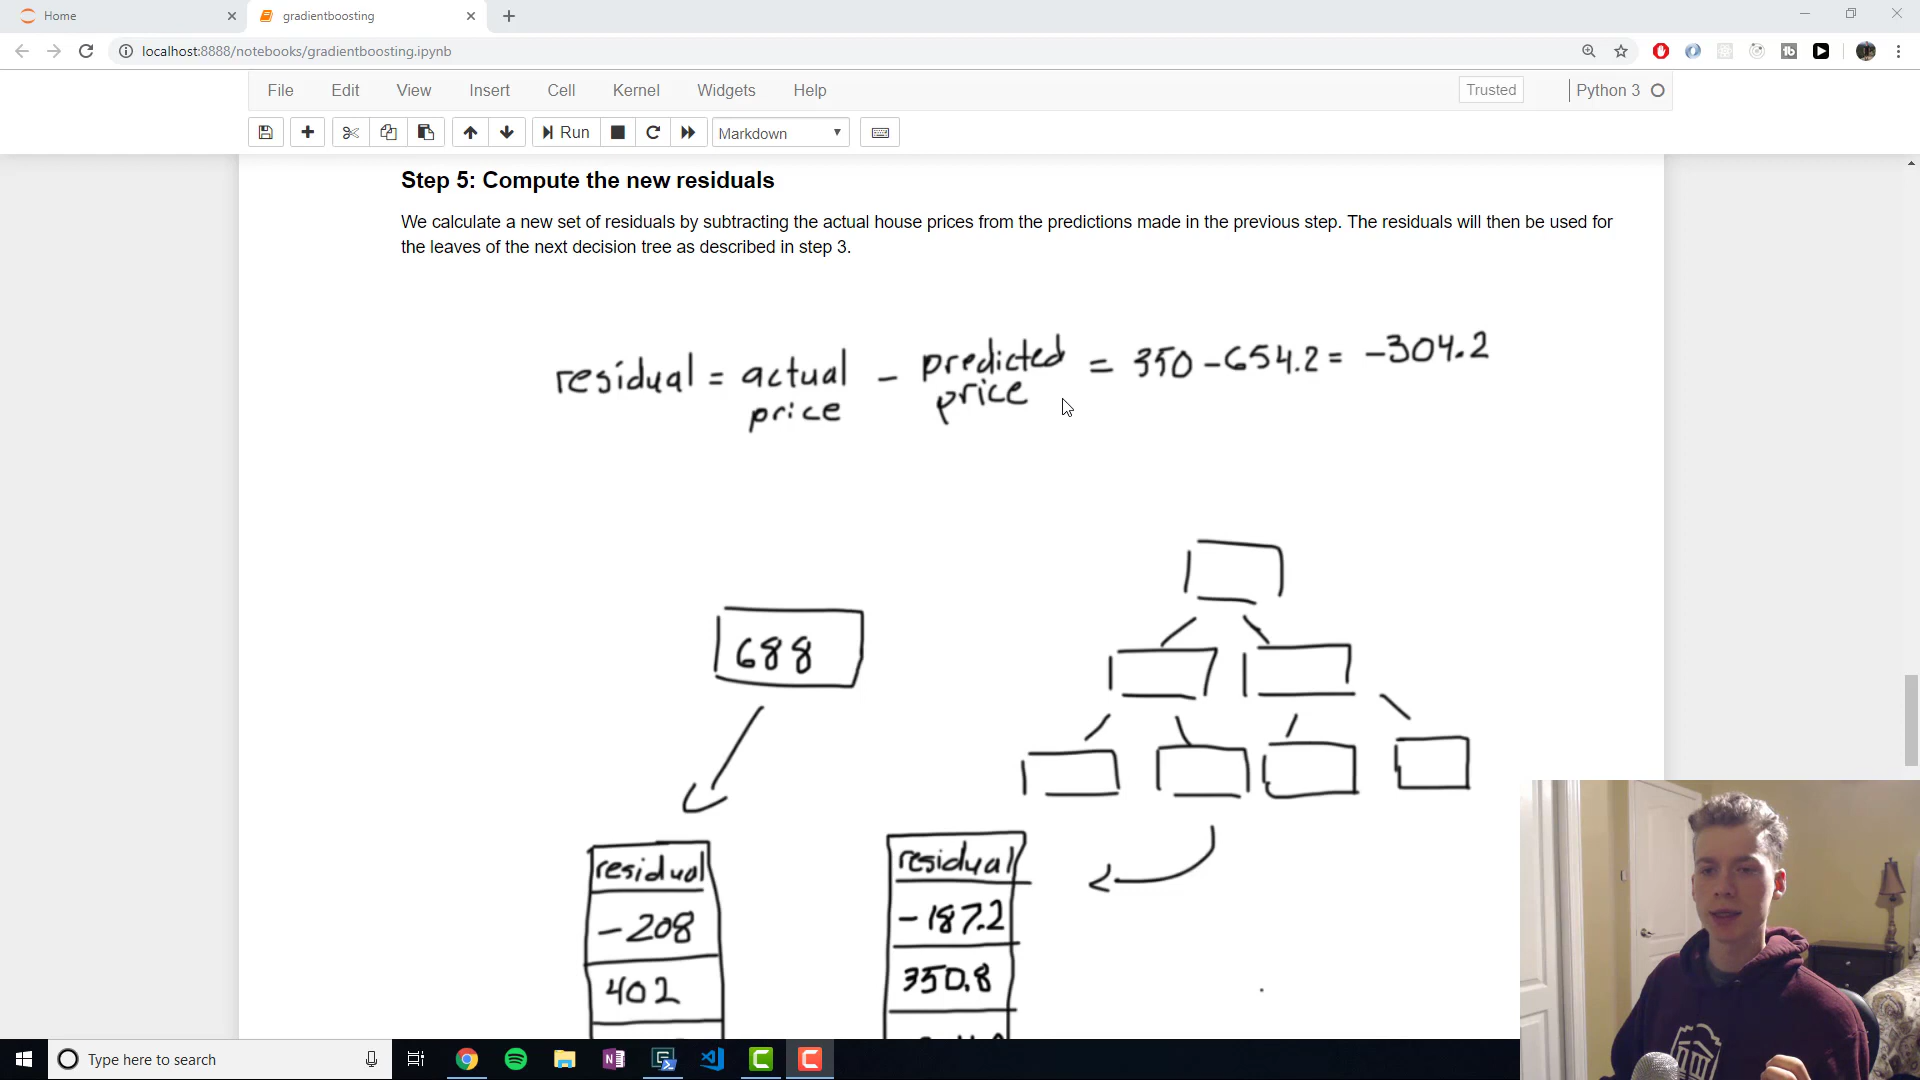 Home
gradientboosting
localhost:8888/notebooks/gradientboosting.ipynb
File Edit View Insert Cell Kernel Widgets Help
Trusted
Python 3
Run
Markdown
Step 5: Compute the new residuals
We calculate a new set of residuals by subtracting the actual house prices from the predictions made in the previous step. The residuals will then be used for
the leaves of the next decision tree as described in step 3.
residual = actual price - predicted price = 350 - 654.2 = -304.2
688
residual
-208
402
residual
-187.2
350.8
Type here to search